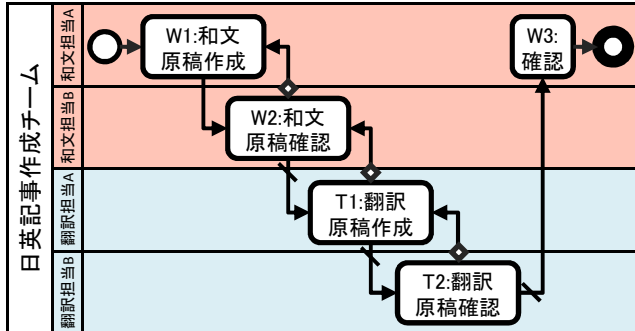 日英記事作成チーム
和文担当A
和文担当B
翻訳担当A
翻訳担当B
W1:和文
原稿作成
W2:和文
原稿確認
T1:翻訳
原稿作成
T2:翻訳
原稿確認
W3:
確認